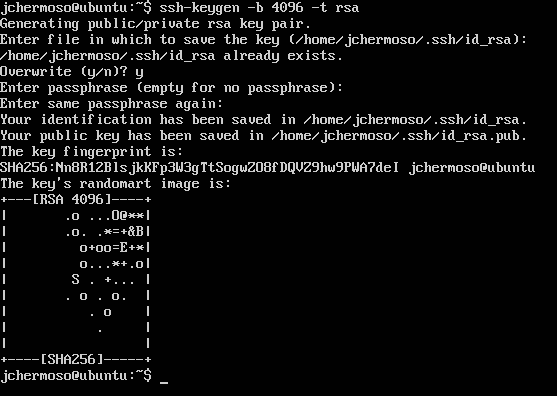 jchermoso@ubuntu:~$ ssh-keygen -b 4096 -t rsa
Generating public/private rsa key pair.
Enter file in which to save the key (/home/jchermoso/.ssh/id_rsa):
/home/jchermoso/.ssh/id_rsa already exists.
Overwrite (y/n)? y
Enter passphrase (empty for no passphrase):
Enter same passphrase again:
Your identification has been saved in /home/jchermoso/.ssh/id_rsa.
Your public key has been saved in /home/jchermoso/.ssh/id_rsa.pub.
The key fingerprint is:
SHA256:Mn8R1ZBlsjkKFp3W3gTtSogwZO8fDQVZ9hw9PWA7deI jchermoso@ubuntu
The key's randomart image is:
+---[RSA 4096]----+
|       .o ...O@**|
|       .o. .*=+&B|
|         o+oo=E+*|
|         o...*+.o|
|        S . +... |
|       . o . o.  |
|          . o    |
|           .     |
|                 |
+----[SHA256]-----+
jchermoso@ubuntu:~$ _